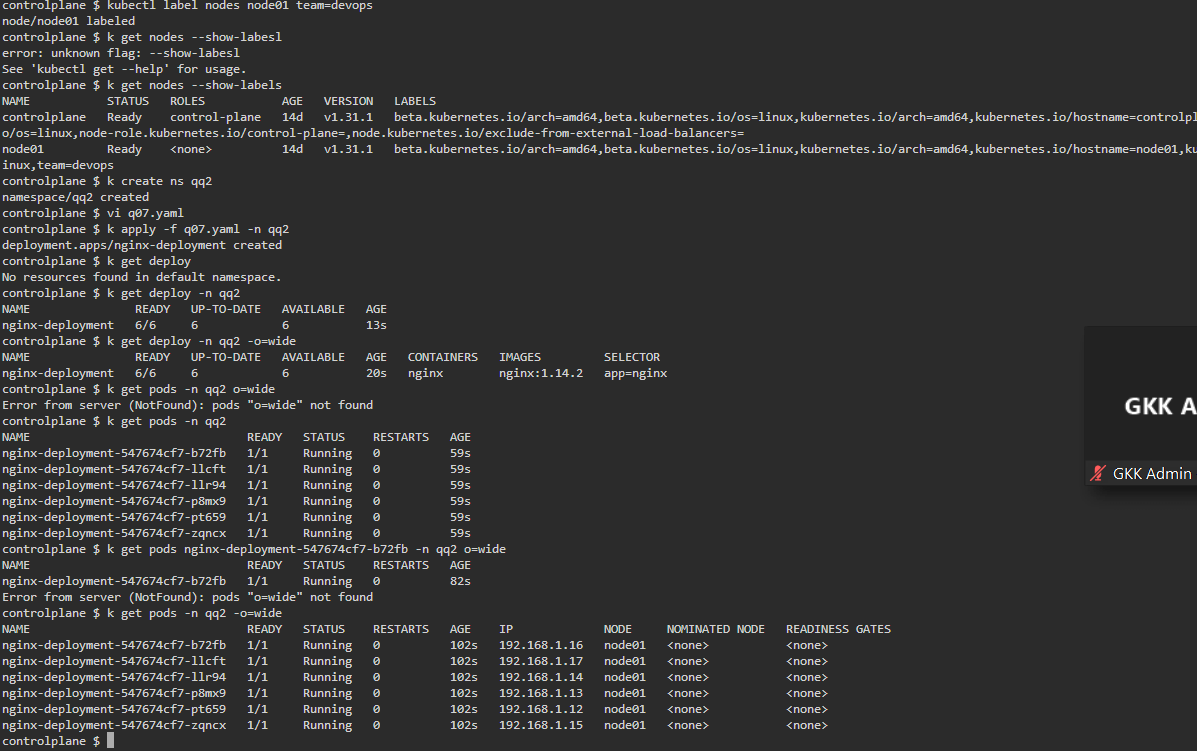 controlplane $ kubectl label nodes node01 team=devops
node/node01 labeled
controlplane $ k get nodes --show-labesl
error: unknown flag: --show-labesl
See 'kubectl get --help' for usage.
controlplane $ k get nodes --show-labels
NAME STATUS ROLES AGE VERSION LABELS
controlplane Ready control-plane 14d v1.31.1 beta.kubernetes.io/arch=amd64,beta.kubernetes.io/os=linux,kubernetes.io/arch=amd64,kubernetes.io/hostname=controlpl
o/os=linux,node-role.kubernetes.io/control-plane=,node.kubernetes.io/exclude-from-external-load-balancers=
node01 Ready <none> 14d v1.31.1 beta.kubernetes.io/arch=amd64,beta.kubernetes.io/os=linux,kubernetes.io/arch=amd64,kubernetes.io/hostname=node01,ku
inux,team=devops
controlplane $ k create ns qq2
namespace/qq2 created
controlplane $ vi q07.yaml
controlplane $ k apply -f q07.yaml -n qq2
deployment.apps/nginx-deployment created
controlplane $ k get deploy
No resources found in default namespace.
controlplane $ k get deploy -n qq2
NAME READY UP-TO-DATE AVAILABLE AGE
nginx-deployment 6/6 6 6 13s
controlplane $ k get deploy -n qq2 -o=wide
NAME READY UP-TO-DATE AVAILABLE AGE CONTAINERS IMAGES SELECTOR
nginx-deployment 6/6 6 6 20s nginx nginx:1.14.2 app=nginx
controlplane $ k get pods -n qq2 o=wide
Error from server (NotFound): pods "o=wide" not found
controlplane $ k get pods -n qq2
NAME READY STATUS RESTARTS AGE
nginx-deployment-547674cf7-b72fb 1/1 Running 0 59s
nginx-deployment-547674cf7-llcft 1/1 Running 0 59s
nginx-deployment-547674cf7-llr94 1/1 Running 0 59s
nginx-deployment-547674cf7-p8mx9 1/1 Running 0 59s
nginx-deployment-547674cf7-pt659 1/1 Running 0 59s
nginx-deployment-547674cf7-zqncx 1/1 Running 0 59s
controlplane $ k get pods nginx-deployment-547674cf7-b72fb -n qq2 o=wide
NAME READY STATUS RESTARTS AGE
nginx-deployment-547674cf7-b72fb 1/1 Running 0 82s
Error from server (NotFound): pods "o=wide" not found
controlplane $ k get pods -n qq2 -o=wide
NAME READY STATUS RESTARTS AGE IP NODE NOMINATED NODE READINESS GATES
nginx-deployment-547674cf7-b72fb 1/1 Running 0 102s 192.168.1.16 node01 <none> <none>
nginx-deployment-547674cf7-llcft 1/1 Running 0 102s 192.168.1.17 node01 <none> <none>
nginx-deployment-547674cf7-llr94 1/1 Running 0 102s 192.168.1.14 node01 <none> <none>
nginx-deployment-547674cf7-p8mx9 1/1 Running 0 102s 192.168.1.13 node01 <none> <none>
nginx-deployment-547674cf7-pt659 1/1 Running 0 102s 192.168.1.12 node01 <none> <none>
nginx-deployment-547674cf7-zqncx 1/1 Running 0 102s 192.168.1.15 node01 <none> <none>
controlplane $
GKK A
GKK Admin